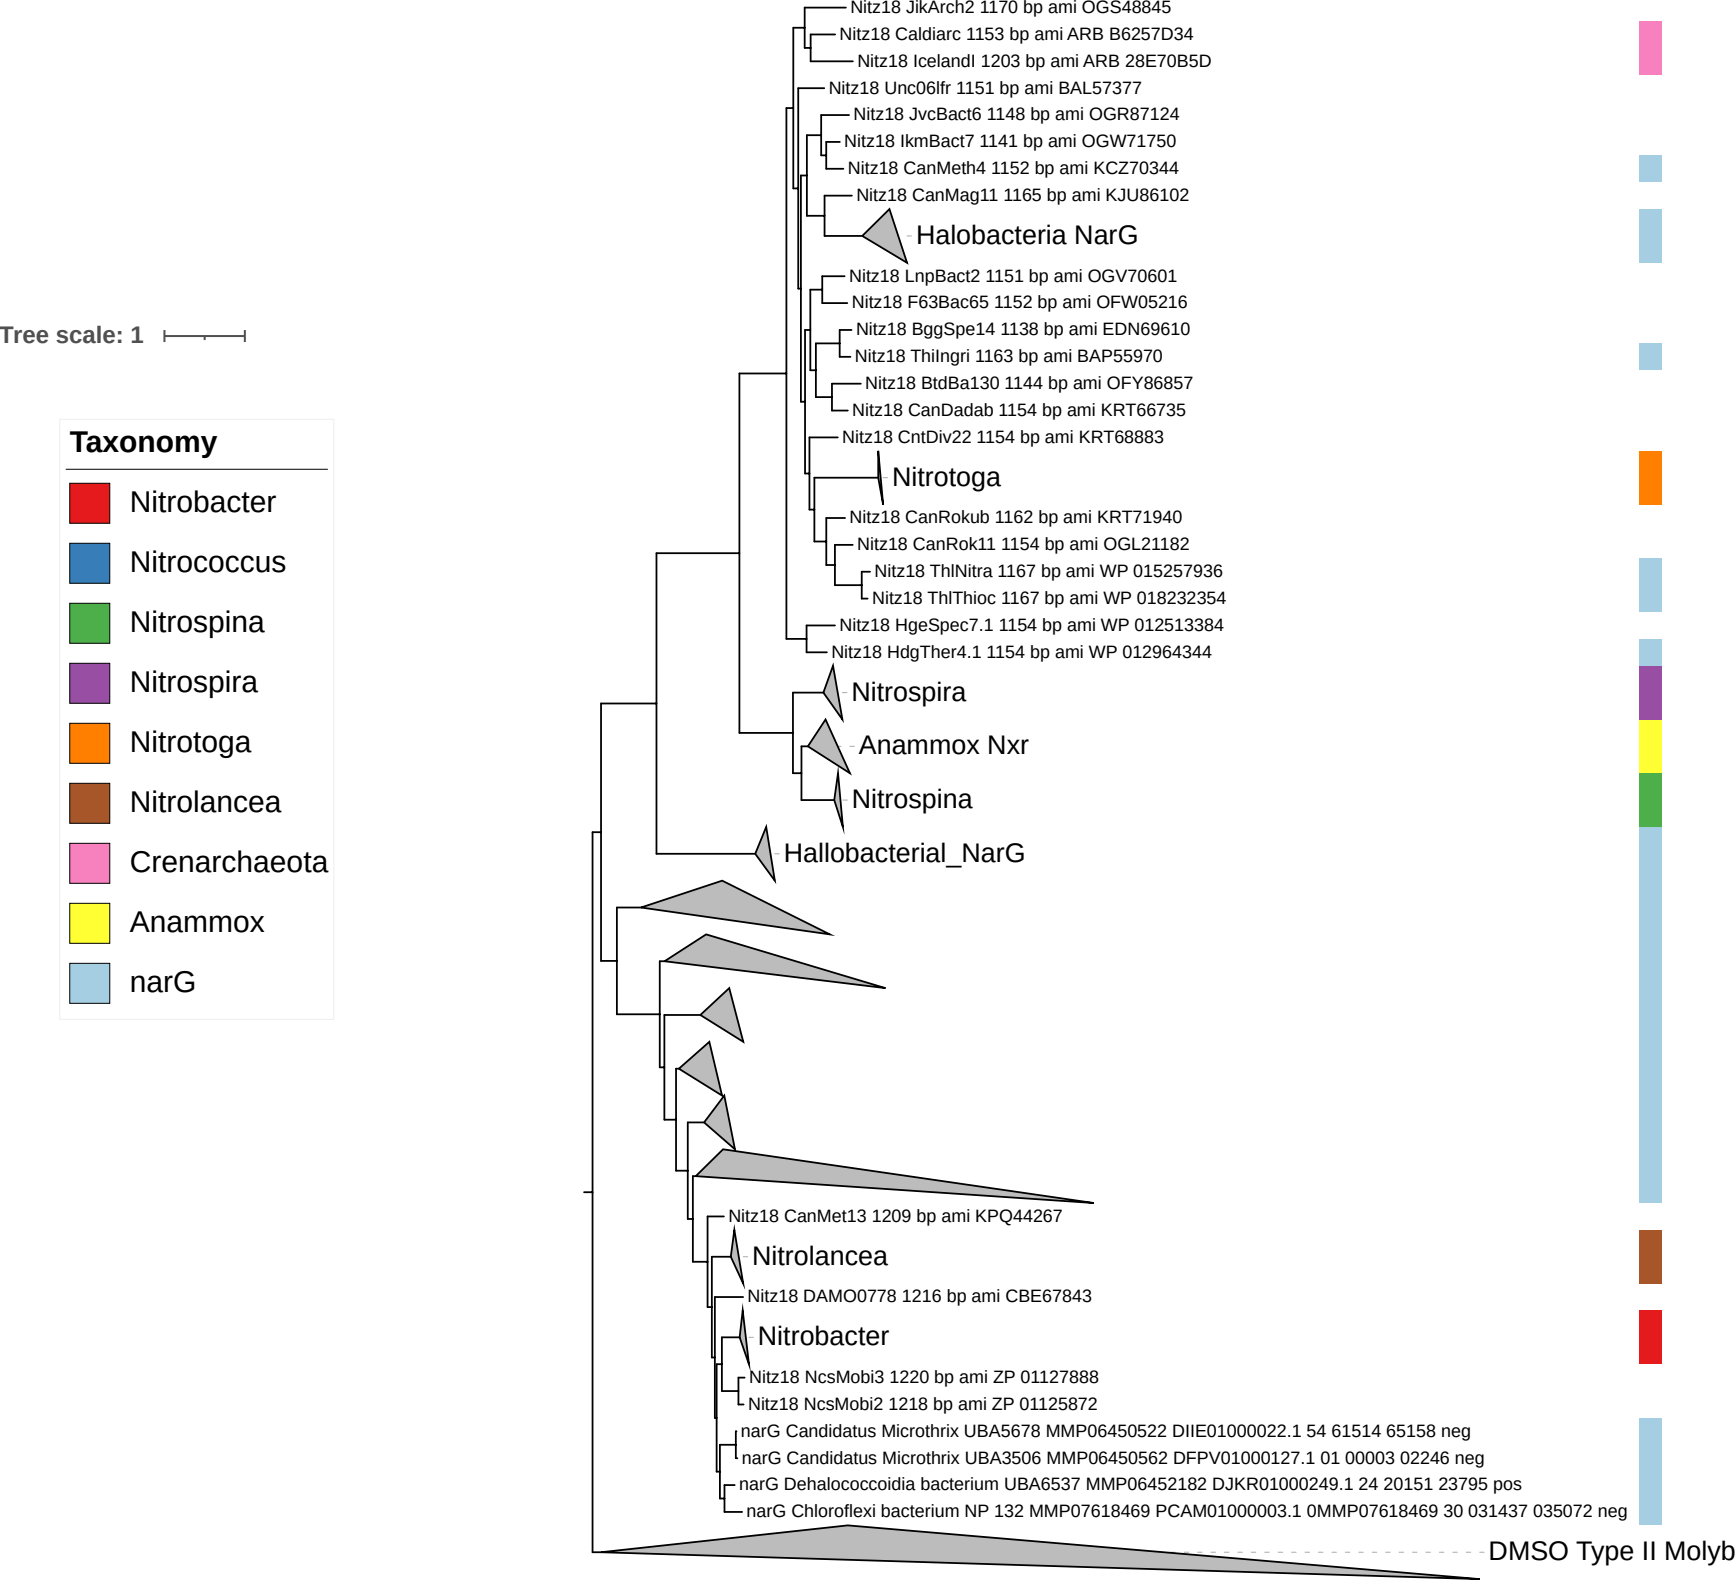 Nitz18 JikArch2 1170 bp ami OGS48845
Nitz18 Caldiarc 1153 bp ami ARB B6257D34
Nitz18 IcelandI 1203 bp ami ARB 28E70B5D
Nitz18 Unc06lfr 1151 bp ami BAL57377
Nitz18 JvcBact6 1148 bp ami OGR87124
Nitz18 IkmBact7 1141 bp ami OGW71750
Nitz18 CanMeth4 1152 bp ami KCZ70344
Nitz18 CanMag11 1165 bp ami KJU86102
Halobacteria NarG
Nitz18 LnpBact2 1151 bp ami OGV70601
Nitz18 F63Bac65 1152 bp ami OFW05216
Nitz18 BggSpe14 1138 bp ami EDN69610
Nitz18 ThiIngri 1163 bp ami BAP55970
Nitz18 BtdBa130 1144 bp ami OFY86857
Nitz18 CanDadab 1154 bp ami KRT66735
Nitz18 CntDiv22 1154 bp ami KRT68883
Nitrotoga
Nitz18 CanRokub 1162 bp ami KRT71940
Nitz18 CanRok11 1154 bp ami OGL21182
Nitz18 ThlNitra 1167 bp ami WP 015257936
Nitz18 ThlThioc 1167 bp ami WP 018232354
Nitz18 HgeSpec7.1 1154 bp ami WP 012513384
Nitz18 HdgTher4.1 1154 bp ami WP 012964344
Nitrospira
Anammox Nxr
Nitrospina
Hallobacterial_NarG
Nitz18 CanMet13 1209 bp ami KPQ44267
Nitrolancea
Nitz18 DAMO0778 1216 bp ami CBE67843
Nitrobacter
Nitz18 NcsMobi3 1220 bp ami ZP 01127888
Nitz18 NcsMobi2 1218 bp ami ZP 01125872
narG Candidatus Microthrix UBA5678 MMP06450522 DIIE01000022.1 54 61514 65158 neg
narG Candidatus Microthrix UBA3506 MMP06450562 DFPV01000127.1 01 00003 02246 neg
narG Dehalococcoidia bacterium UBA6537 MMP06452182 DJKR01000249.1 24 20151 23795 pos
narG Chloroflexi bacterium NP 132 MMP07618469 PCAM01000003.1 0MMP07618469 30 031437 035072 neg
DMSO Type II Molyb
Tree scale: 1
Taxonomy
Nitrobacter
Nitrococcus
Nitrospina
Nitrospira
Nitrotoga
Nitrolancea
Crenarchaeota
Anammox
narG